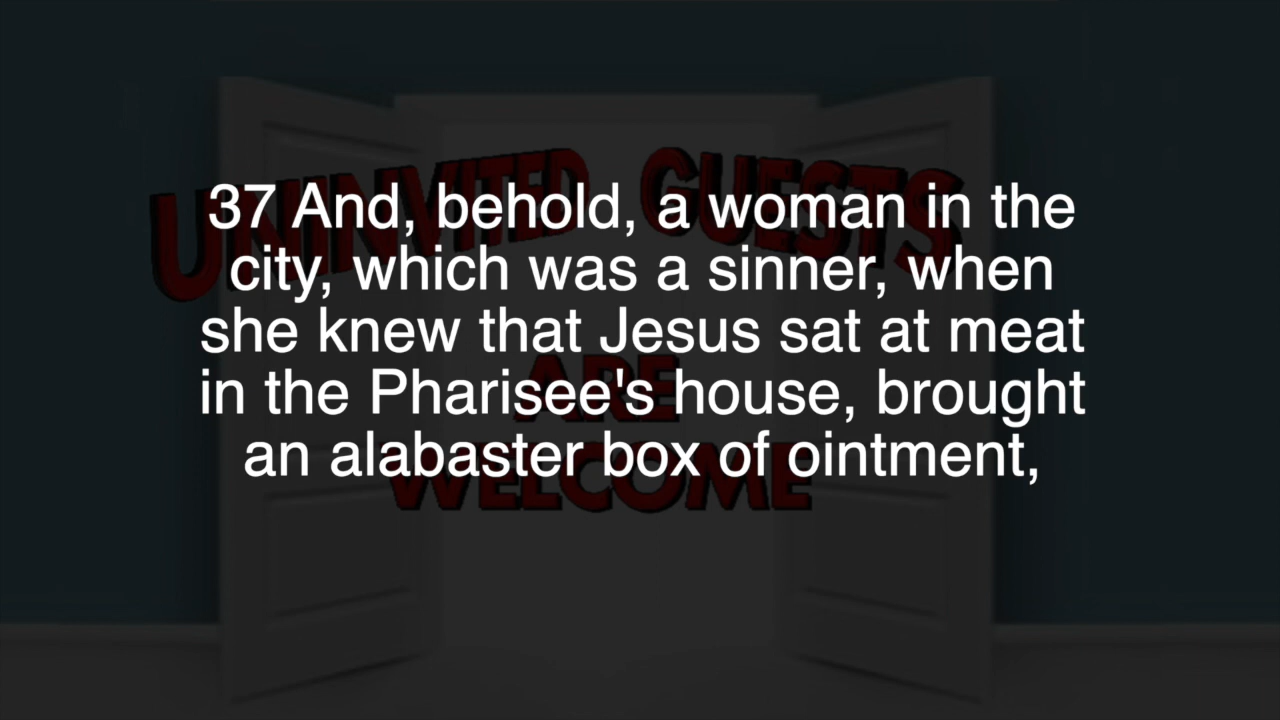 37 And, behold, a woman in the
city, which was a sinner, when
she knew that Jesus sat at meat
in the Pharisee's house, brought
an alabaster box of ointment,
UNINVITED GUESTS
ARE
WELCOME